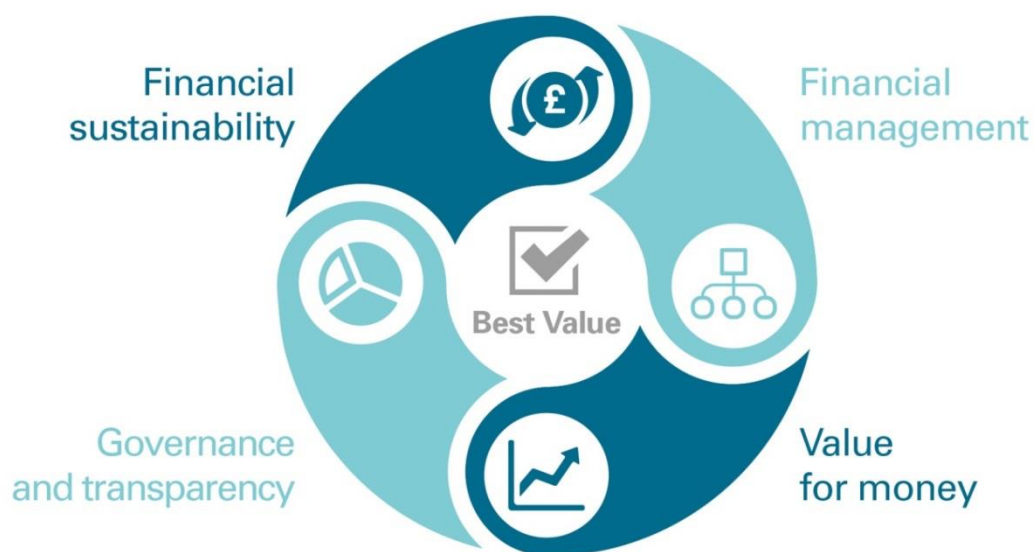 Financial
sustainability
Financial
management
£
Best Value
Governance
and transparency
Value
for money